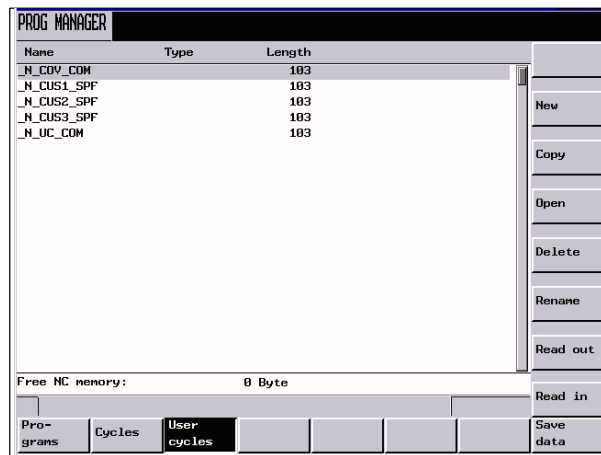 PROG MANAGER
Name Type Length
_N_COV_COM 103
_N_CUS1_SPF 103
_N_CUS2_SPF 103
_N_CUS3_SPF 103
_N_UC_COM 103
New
Copy
Open
Delete
Rename
Read out
Free NC memory: 0 Byte
Read in
Pro-
grams
Cycles
User
cycles
Save
data